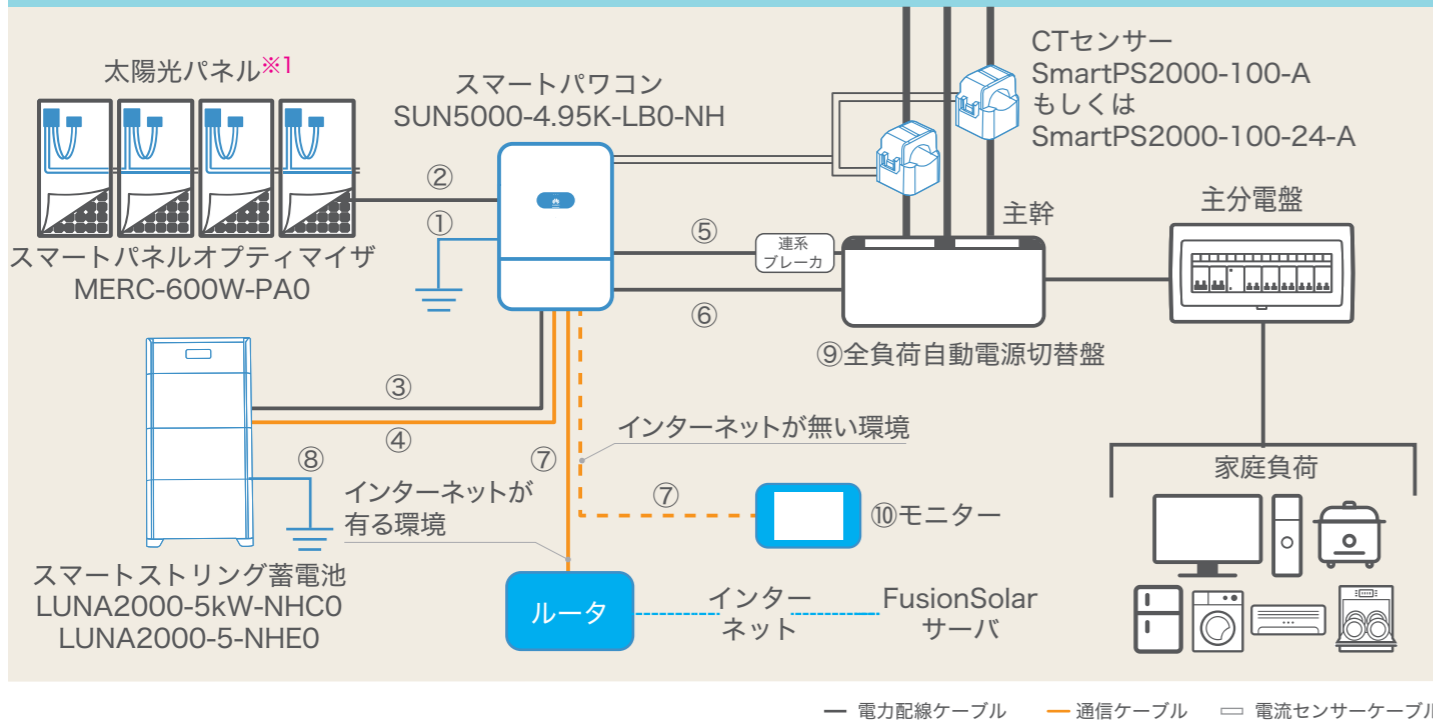 太陽光パネル※1
スマートパワコン
SUN5000-4.95K-LB0-NH
CTセンサー
SmartPS2000-100-A
もしくは
SmartPS2000-100-24-A
②
①
スマートパネルオプティマイザ
MERC-600W-PA0
⑤
連系
ブレーカ
⑥
主幹
主分電盤
⑨全負荷自動電源切替盤
③
④
⑧
⑦
インターネットが無い環境
インターネットが
有る環境
⑦
⑩モニター
家庭負荷
スマートストリング蓄電池
LUNA2000-5kW-NHC0
LUNA2000-5-NHE0
ルータ
インター
ネット
FusionSolar
サーバ
電力配線ケーブル
通信ケーブル
電流センサーケーブル